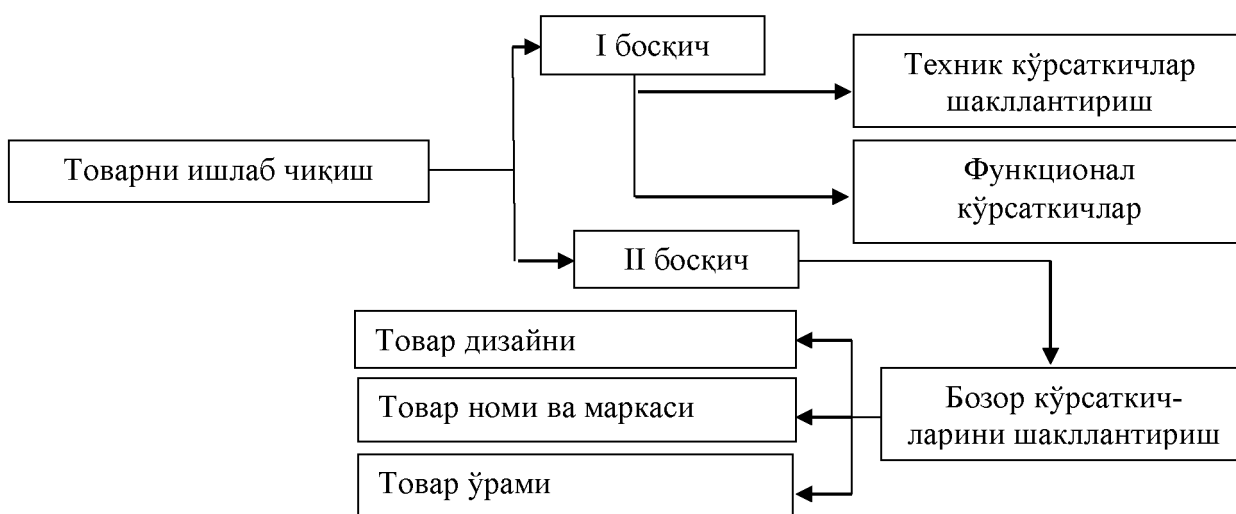 I босқич
Техник кўрсаткичлар
шакллантириш
Товарни ишлаб чиқиш
Функционал
кўрсаткичлар
II босқич
Товар дизайни
Товар номи ва маркаси
Товар ўрами
Бозор кўрсаткич-
ларини шакллантириш